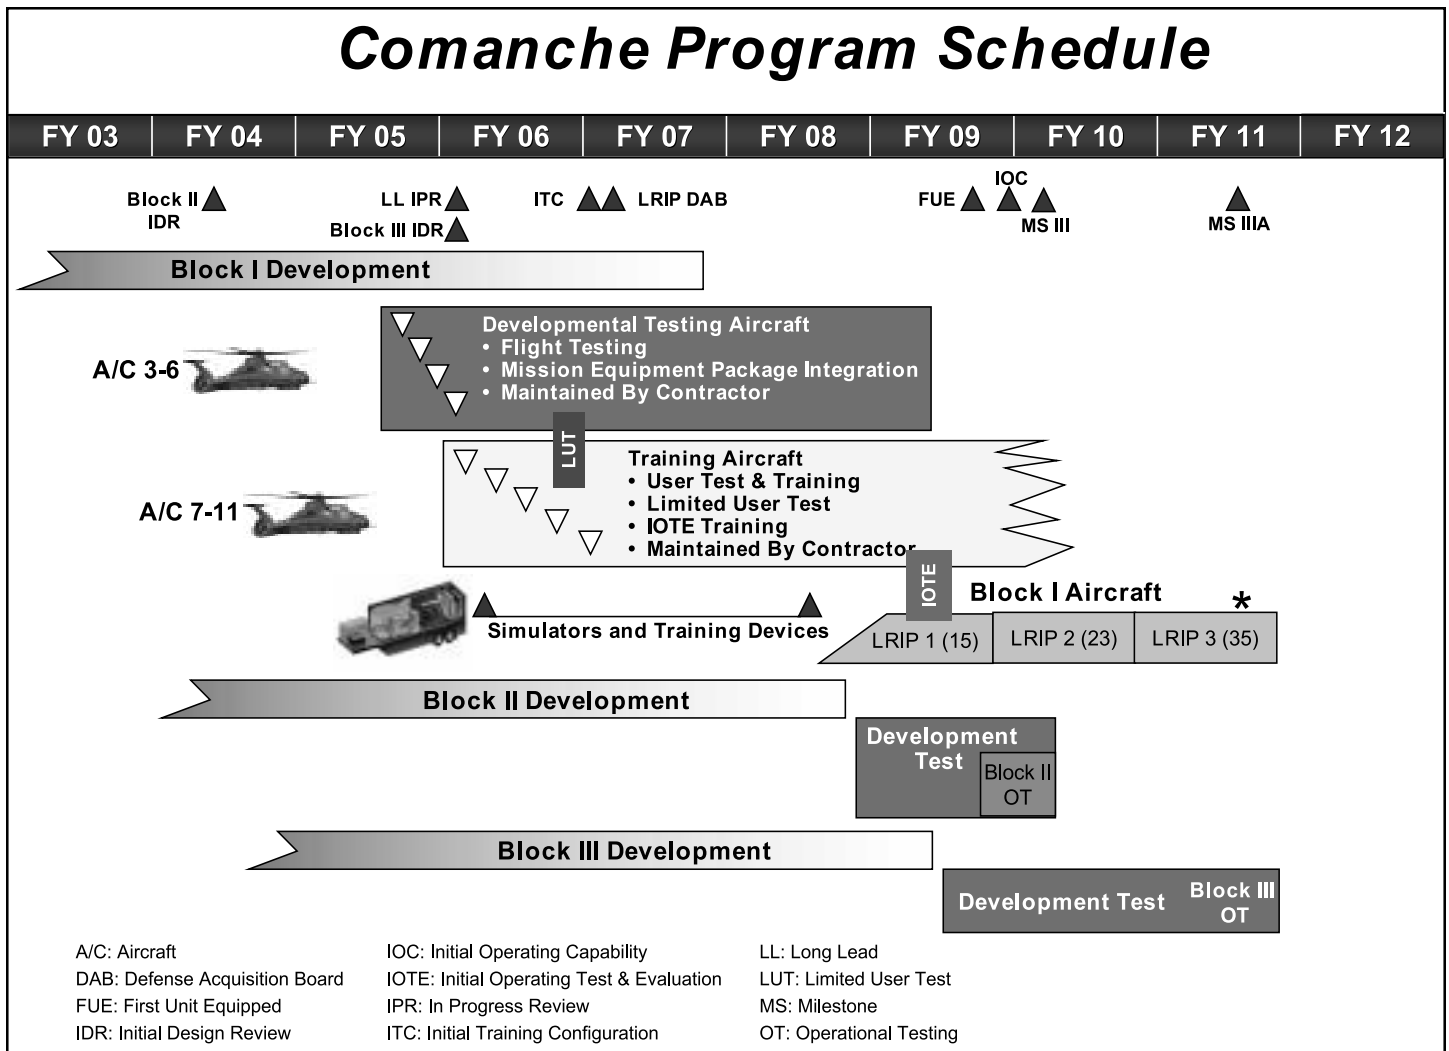 Comanche Program Schedule
FY 03 FY 04 FY 05 FY 06 FY 07 FY 08 FY 09 FY 10 FY 11 FY 12
Block II
IDR
LL IPR
Block III IDR
ITC
LRIP DAB
FUE
IOC
MS III
MS IIIA
Block I Development
A/C 3-6
Developmental Testing Aircraft
• Flight Testing
• Mission Equipment Package Integration
• Maintained By Contractor
LUT
A/C 7-11
Training Aircraft
• User Test & Training
• Limited User Test
• IOTE Training
• Maintained By Contractor
IOTE
Simulators and Training Devices
Block I Aircraft
*
LRIP 1 (15)
LRIP 2 (23)
LRIP 3 (35)
Block II Development
Development
Test
Block II
OT
Block III Development
Development Test
Block III
OT
A/C: Aircraft
DAB: Defense Acquisition Board
FUE: First Unit Equipped
IDR: Initial Design Review
IOC: Initial Operating Capability
IOTE: Initial Operating Test & Evaluation
IPR: In Progress Review
ITC: Initial Training Configuration
LL: Long Lead
LUT: Limited User Test
MS: Milestone
OT: Operational Testing